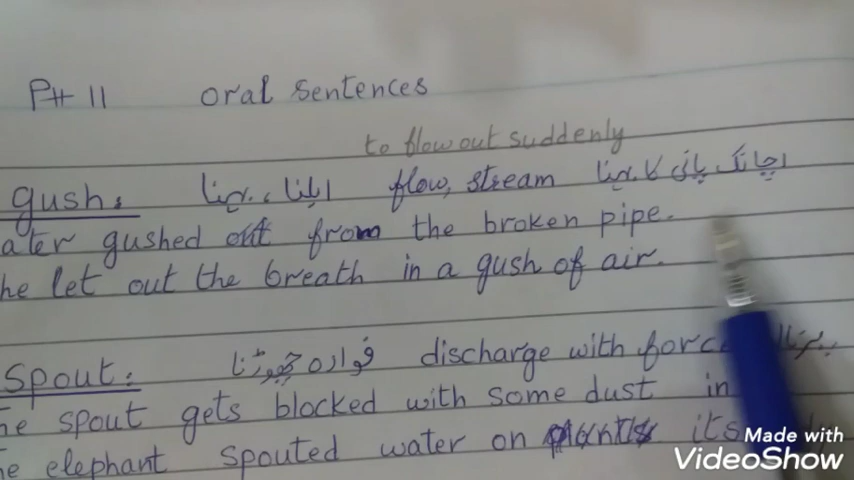 Pg # 11 oral sentences
to flow out suddenly
gush: ابلنا ، بہنا flow, stream اچانک پانی کا بہنا
ater gushed out from the broken pipe.
he let out the breath in a gush of air.
spout: فوارہ چھوڑنا discharge with force
he spout gets blocked with some dust in
he elephant spouted water on its
Made with
VideoShow